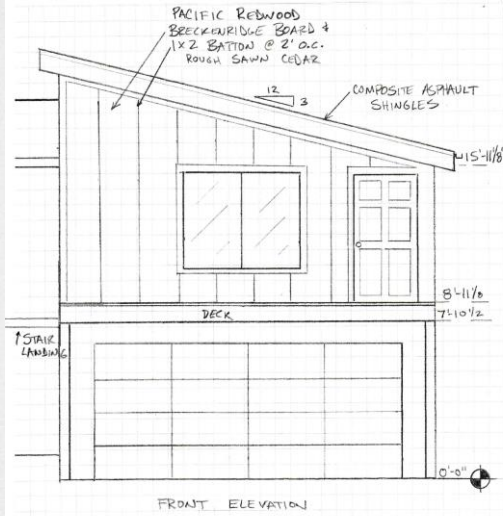 PACIFIC REDWOOD
BRECKENRIDGE BOARD &
1X2 BATTON @ 2' O.C.
ROUGH SAWN CEDAR
12
3
COMPOSITE ASPHAULT
SHINGLES
15'-11 1/8"
8'-11 1/8
7'-10 1/2
DECK
↑STAIR
LANDING
0'-0"
FRONT ELEVATION